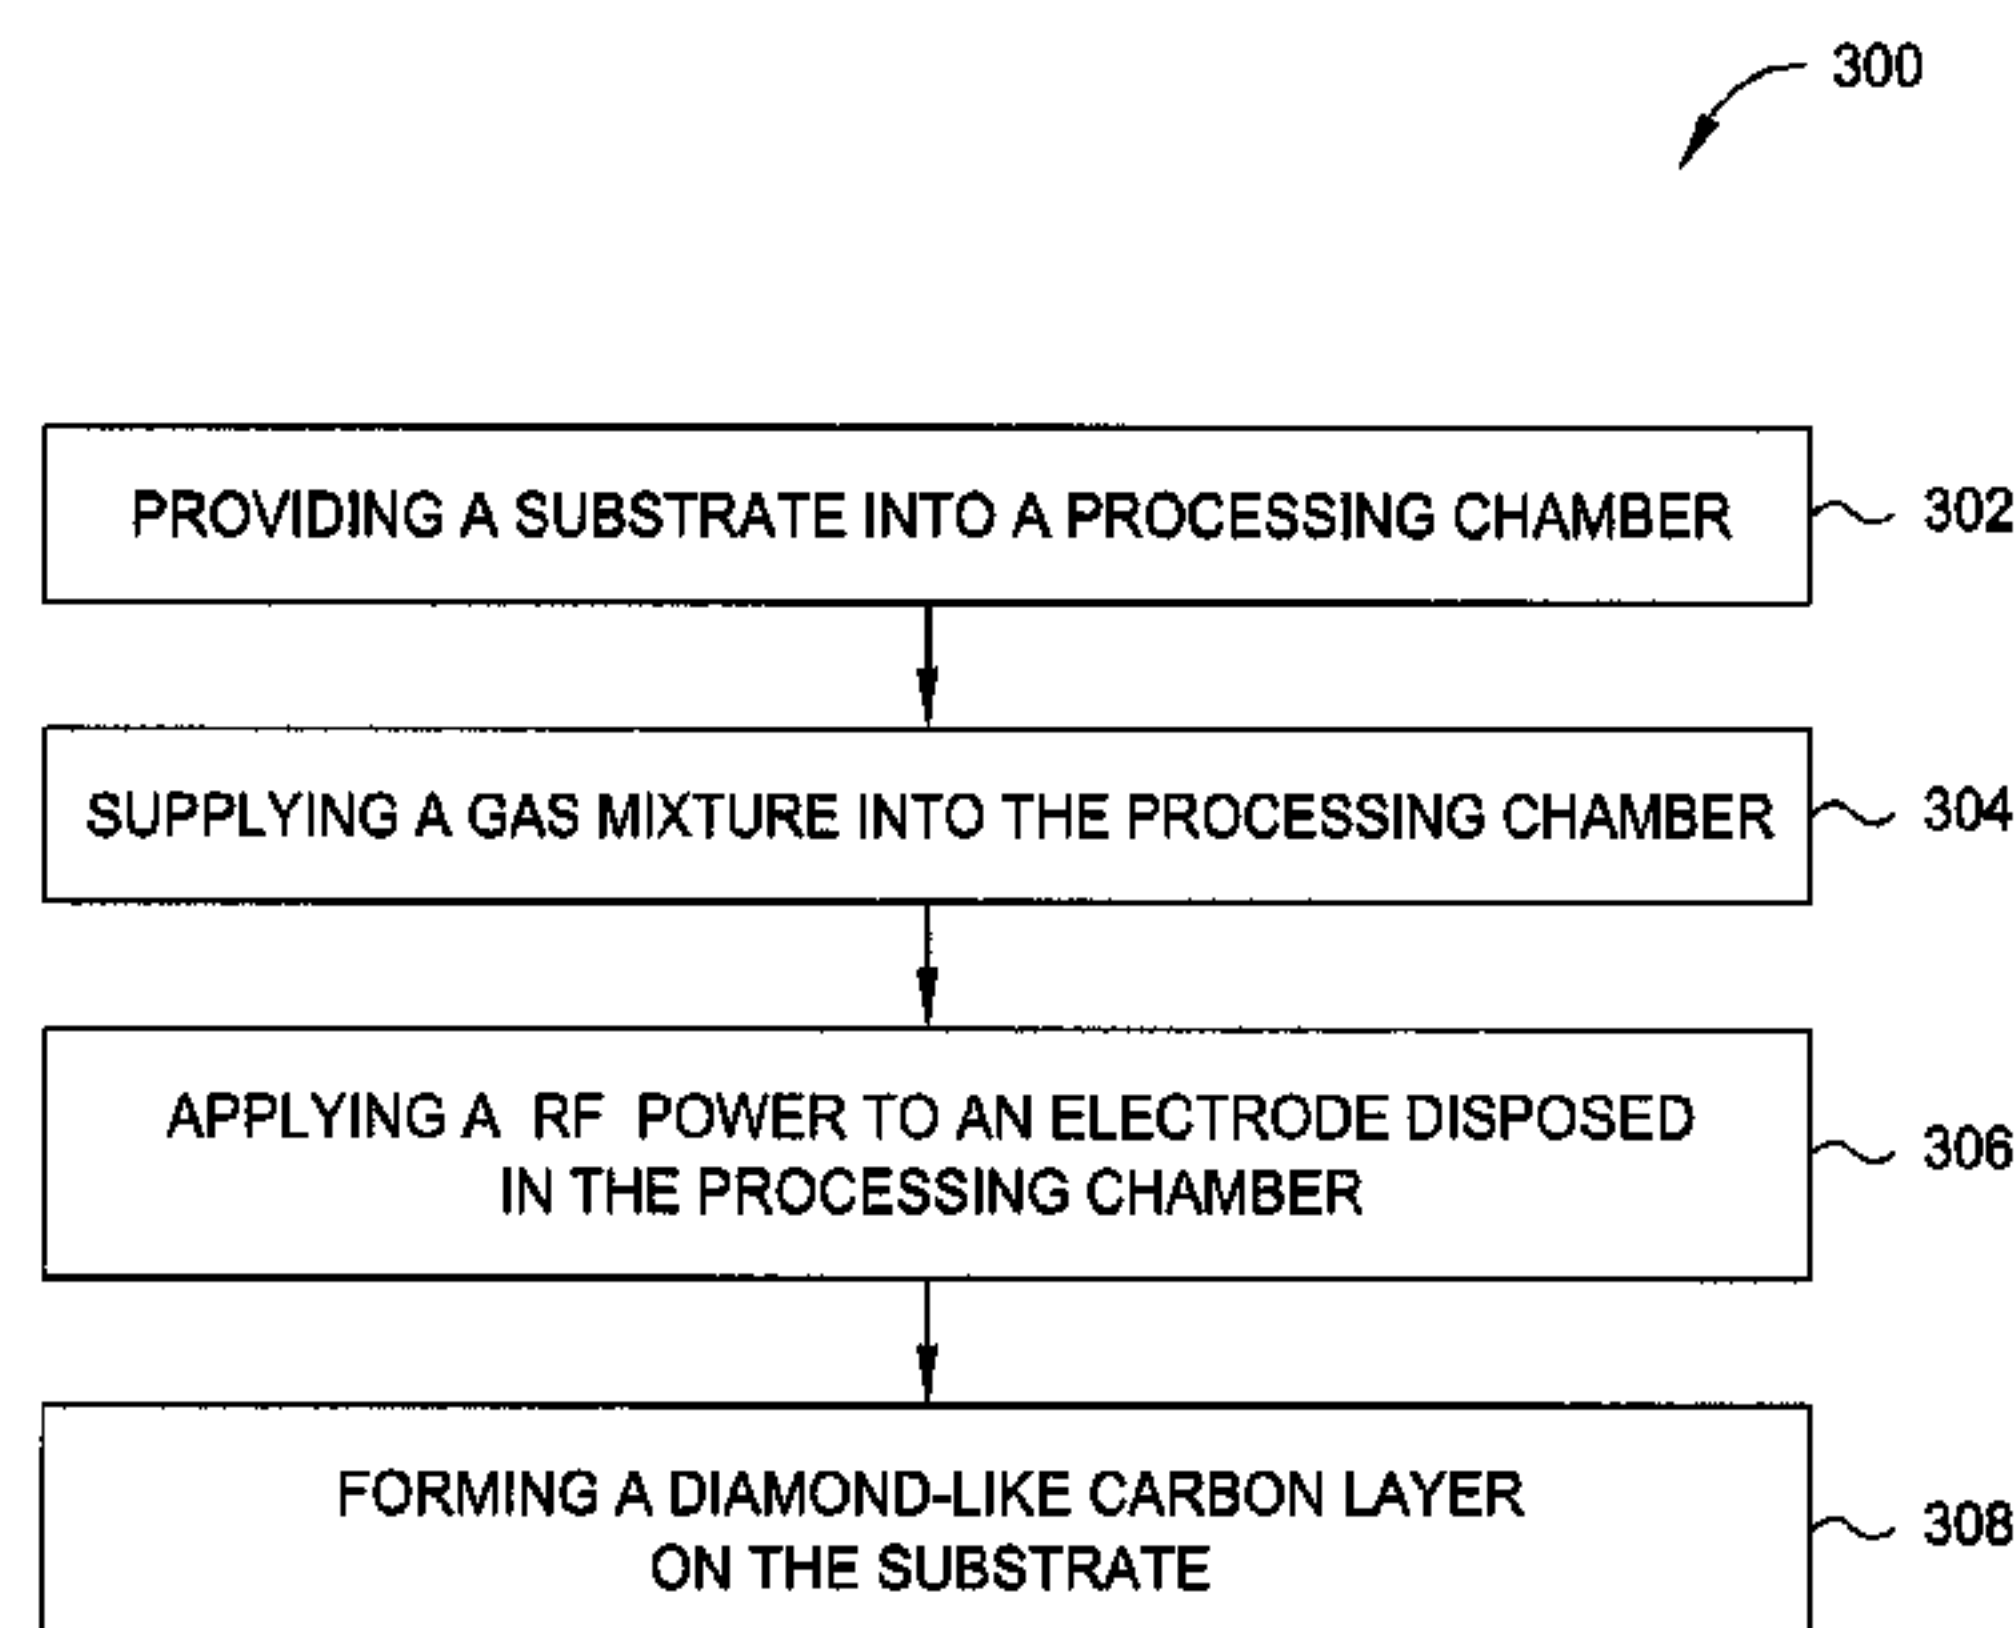 300
PROVIDING A SUBSTRATE INTO A PROCESSING CHAMBER
302
SUPPLYING A GAS MIXTURE INTO THE PROCESSING CHAMBER
304
APPLYING A RF POWER TO AN ELECTRODE DISPOSED
IN THE PROCESSING CHAMBER
306
FORMING A DIAMOND-LIKE CARBON LAYER
ON THE SUBSTRATE
308